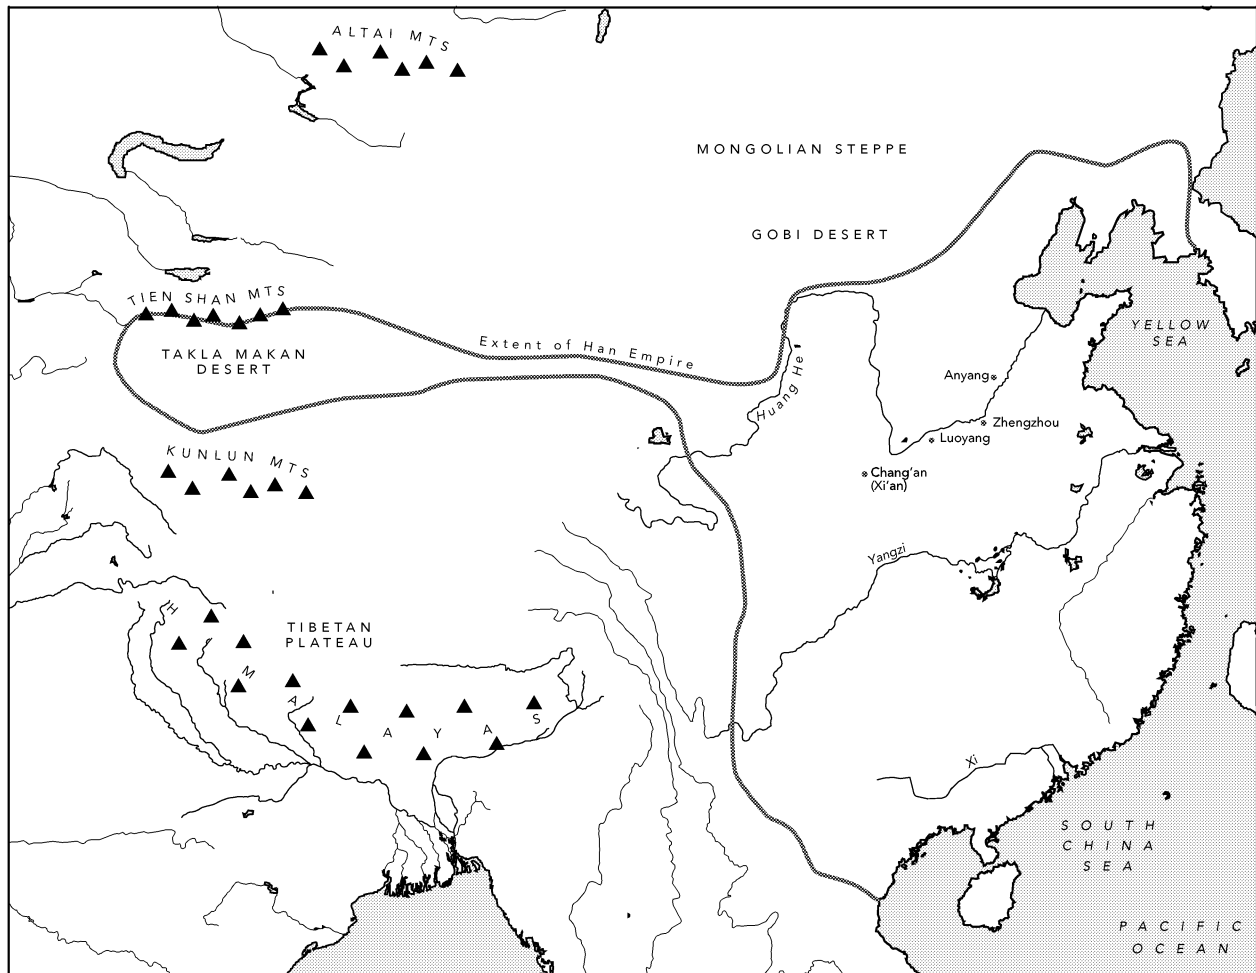 ALTAI MTS
MONGOLIAN STEPPE
GOBI DESERT
TIEN SHAN MTS
YELLOW
SEA
Extent of Han Empire
TAKLA MAKAN
DESERT
Anyang
Huang He
Zhengzhou
Luoyang
KUNLUN MTS
Chang'an
(Xi'an)
Yangzi
HIMALAYAS
TIBETAN
PLATEAU
Xi
SOUTH
CHINA
SEA
PACIFIC
OCEAN